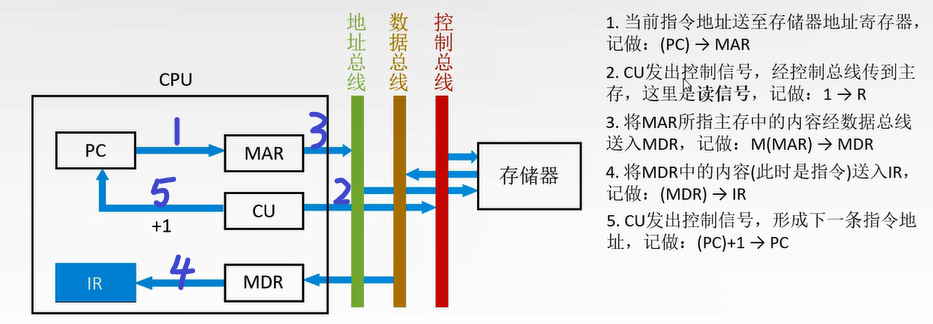 地址总线
数据总线
控制总线
CPU
PC
1
MAR
3
5
+1
CU
2
IR
4
MDR
存储器
1. 当前指令地址送至存储器地址寄存器，
记做：(PC) → MAR
2. CU发出控制信号，经控制总线传到主
存，这里是读信号，记做：1 → R
3. 将MAR所指主存中的内容经数据总线
送入MDR，记做：M(MAR) → MDR
4. 将MDR中的内容(此时是指令)送入IR，
记做：(MDR) → IR
5. CU发出控制信号，形成下一条指令地
址，记做：(PC)+1 → PC